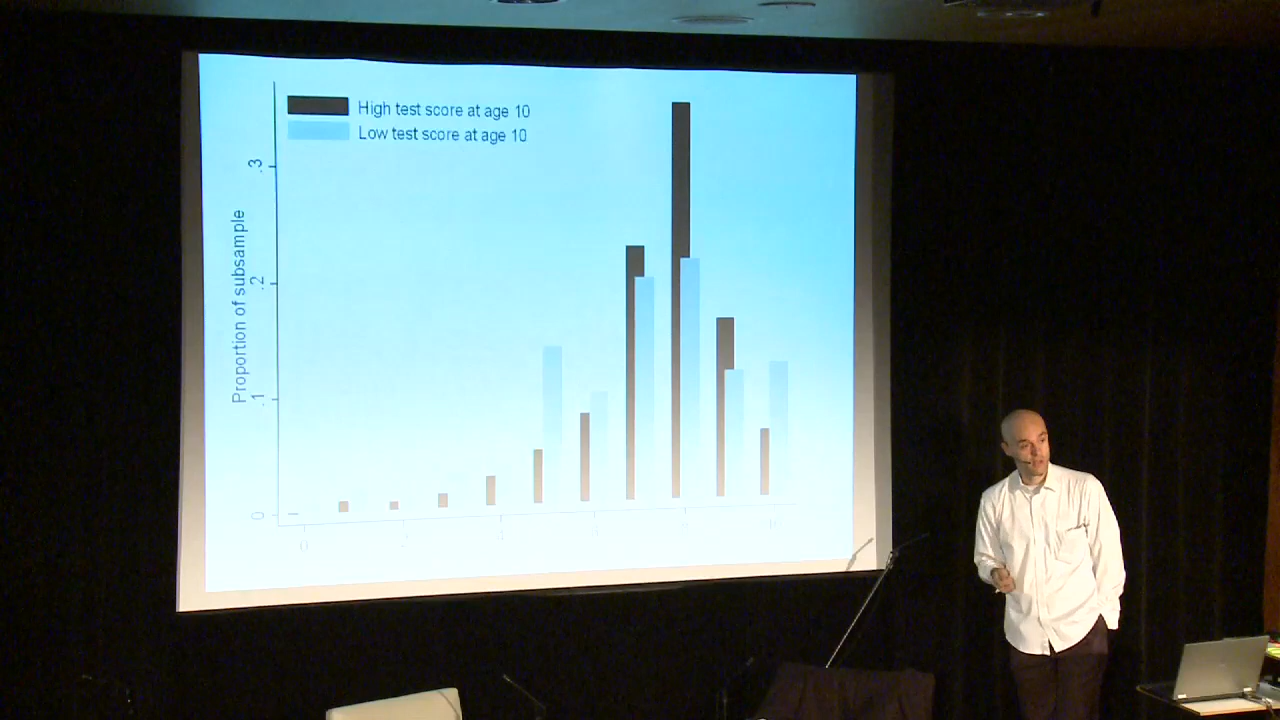 High test score at age 10
Low test score at age 10
Proportion of subsample
.3
.2
.1
0
0